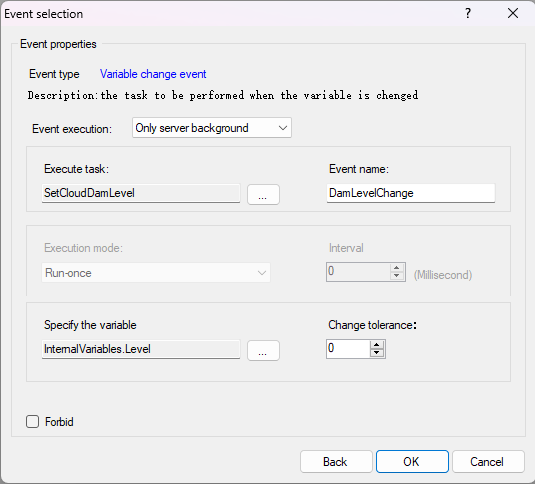 Event selection
?
Event properties
Event type Variable change event
Description:the task to be performed when the variable is chenged
Event execution: Only server background
Execute task: Event name:
SetCloudDamLevel ... DamLevelChange
Execution mode: Interval
Run-once 0 (Millisecond)
Specify the variable Change tolerance:
InternalVariables.Level ... 0
Forbid
Back OK Cancel